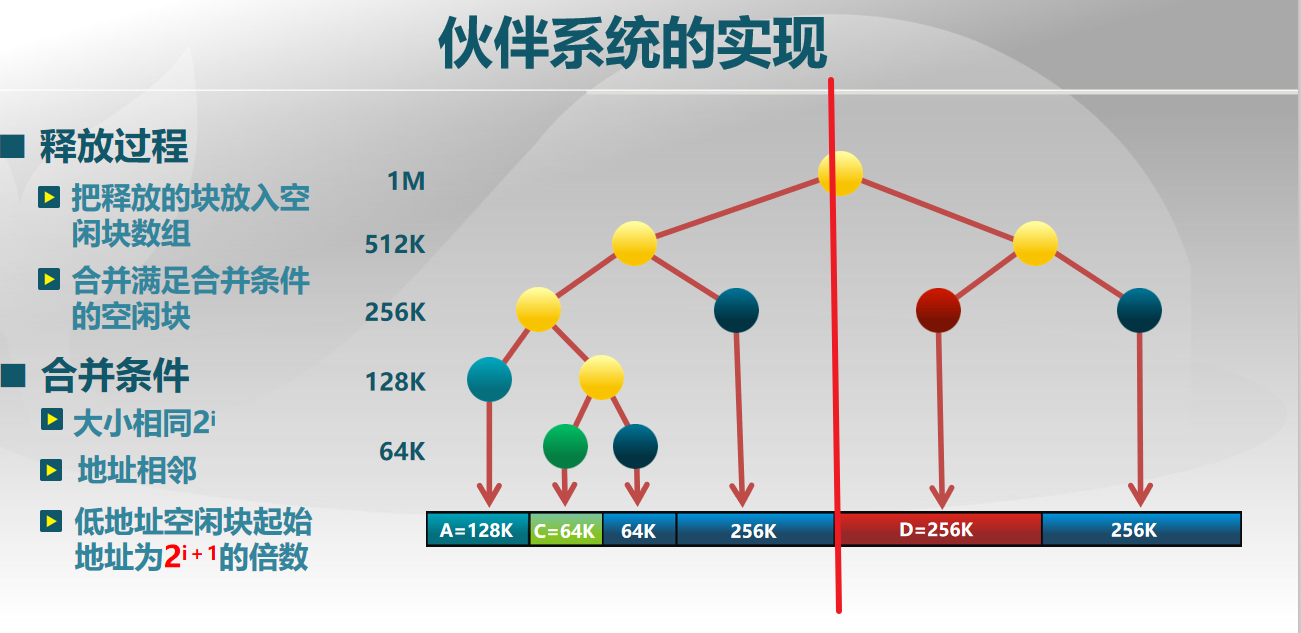 伙伴系统的实现
释放过程
把释放的块放入空
闲块数组
合并满足合并条件
的空闲块
合并条件
大小相同2ⁱ
地址相邻
低地址空闲块起始
地址为2ⁱ⁺¹的倍数
1M
512K
256K
128K
64K
A=128K C=64K 64K 256K D=256K 256K